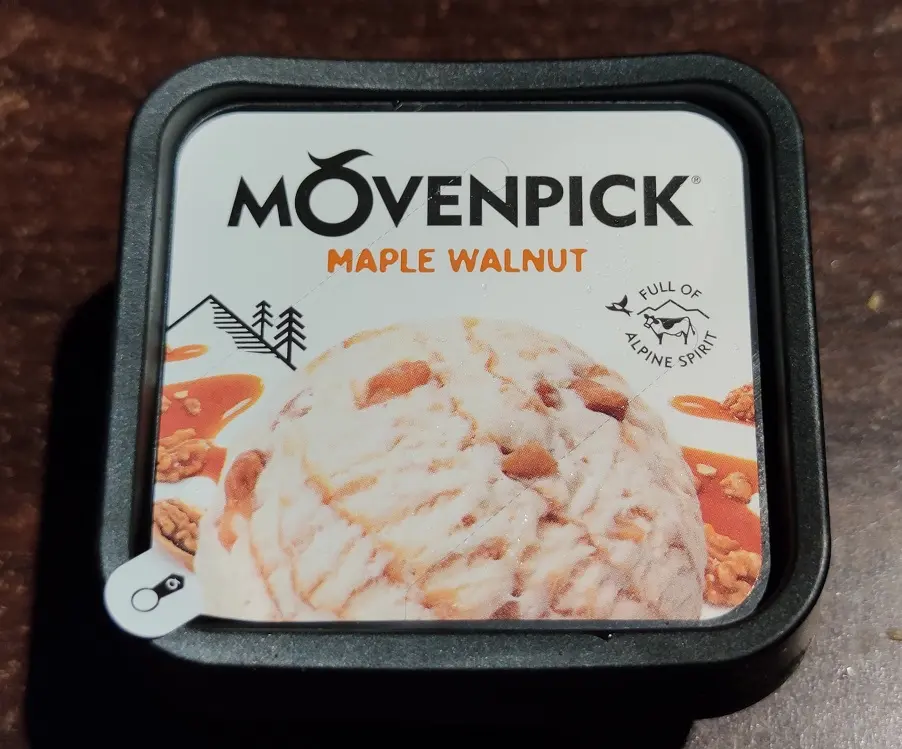 MÖVENPICK®
MAPLE WALNUT
FULL OF
ALPINE SPIRIT